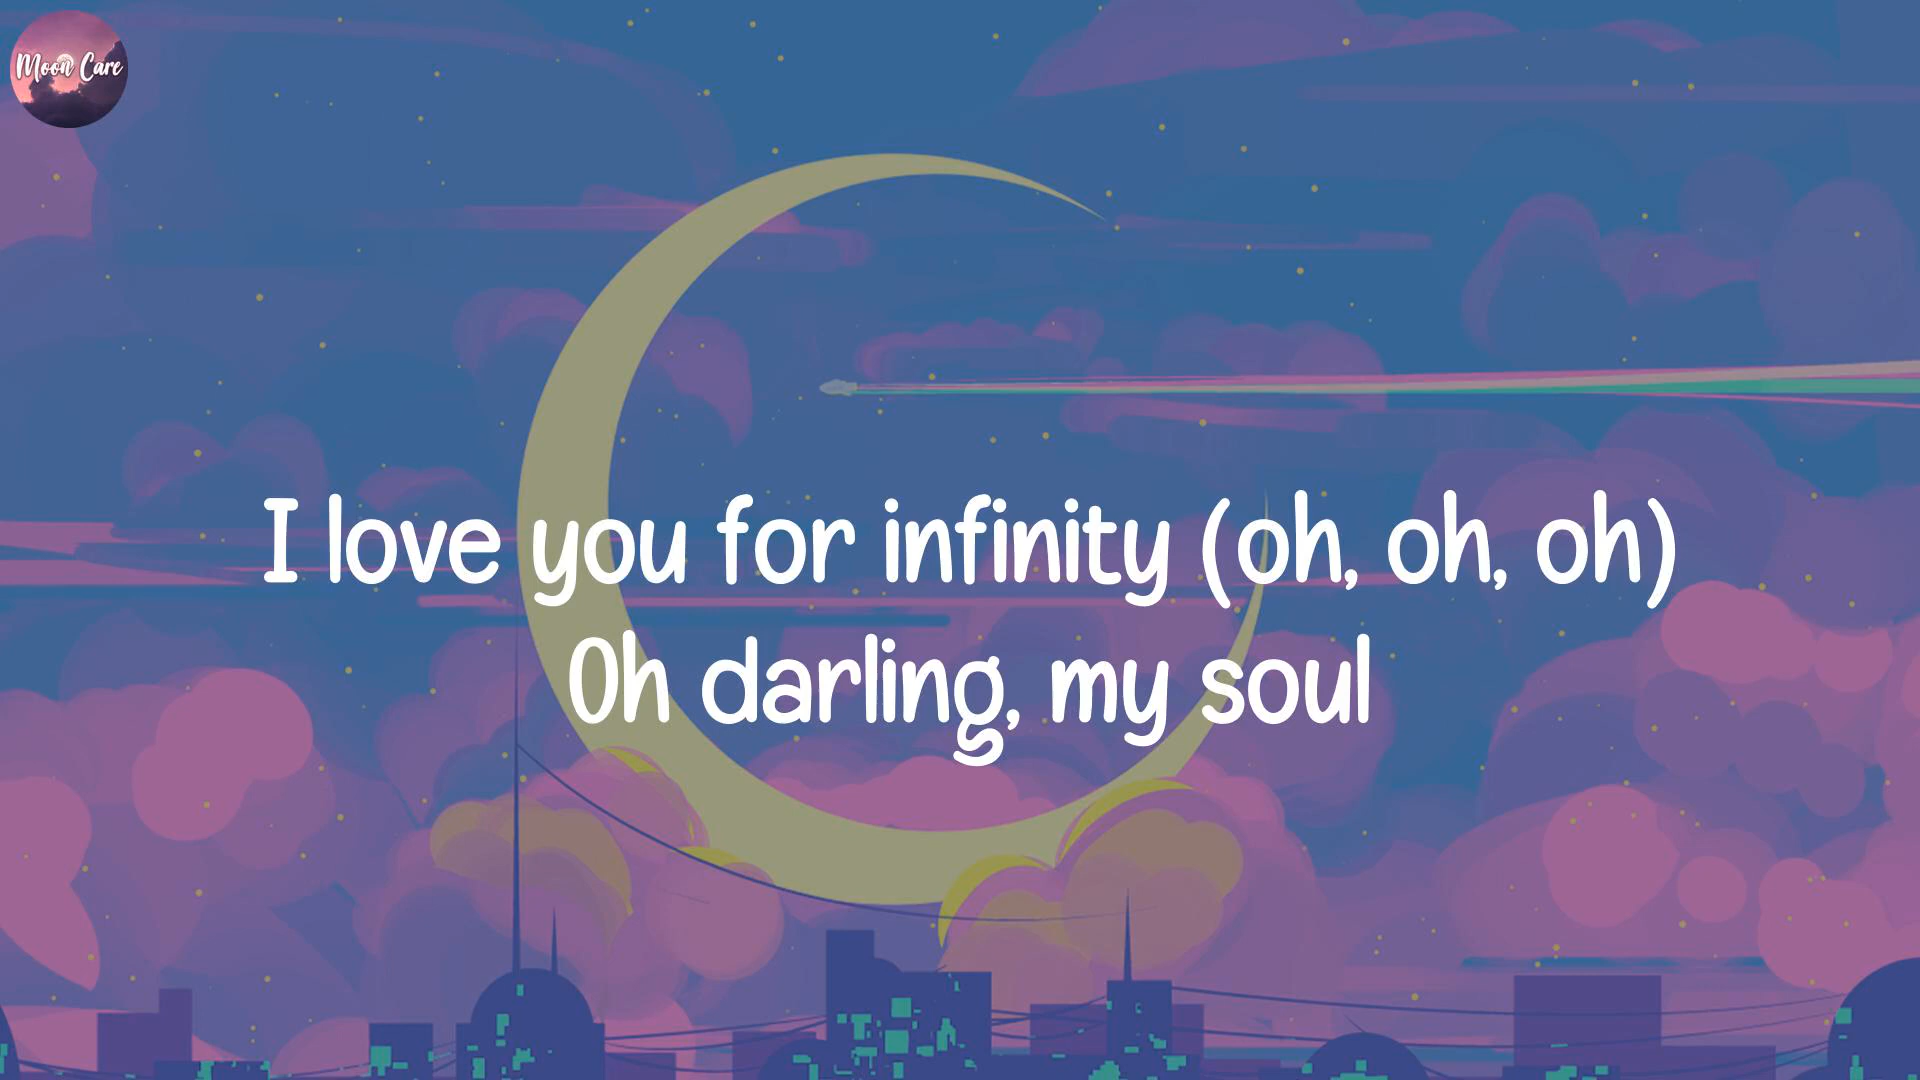 Moon Care
I love you for infinity (oh, oh, oh)
Oh darling, my soul